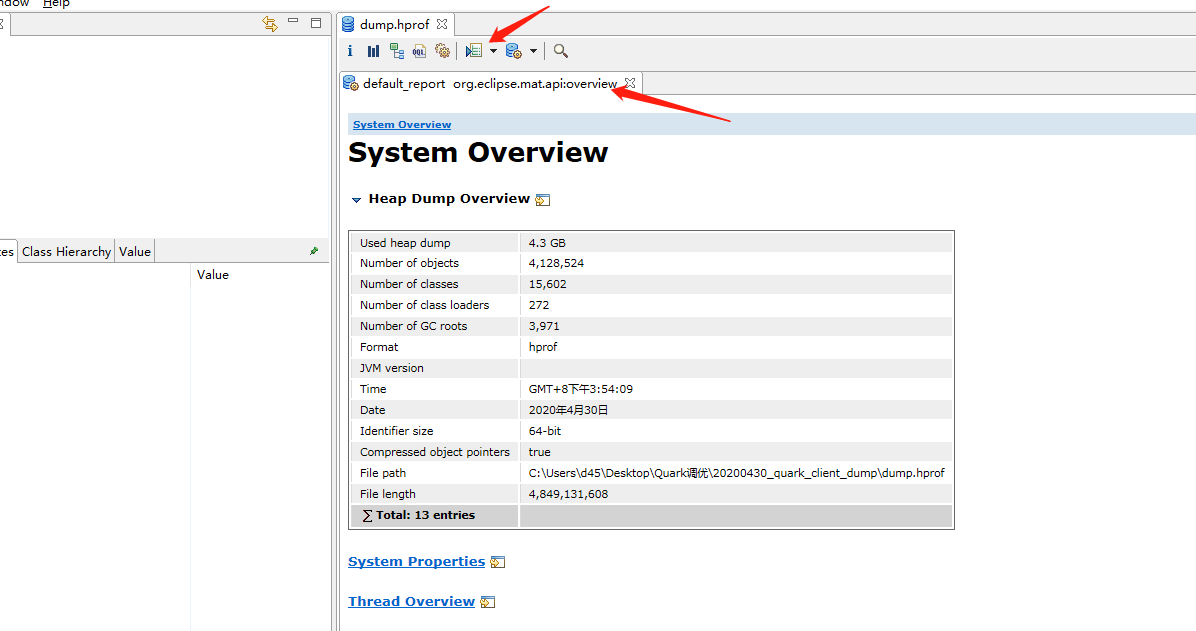 Help
dump.hprof
i
OQL
default_report org.eclipse.mat.api:overview
System Overview
System Overview
Heap Dump Overview
Used heap dump 4.3 GB
Number of objects 4,128,524
Number of classes 15,602
Number of class loaders 272
Number of GC roots 3,971
Format hprof
JVM version
Time GMT+8下午3:54:09
Date 2020年4月30日
Identifier size 64-bit
Compressed object pointers true
File path C:\Users\d45\Desktop\Quark调优\20200430_quark_client_dump\dump.hprof
File length 4,849,131,608
∑ Total: 13 entries
System Properties
Thread Overview
Class Hierarchy Value
Value